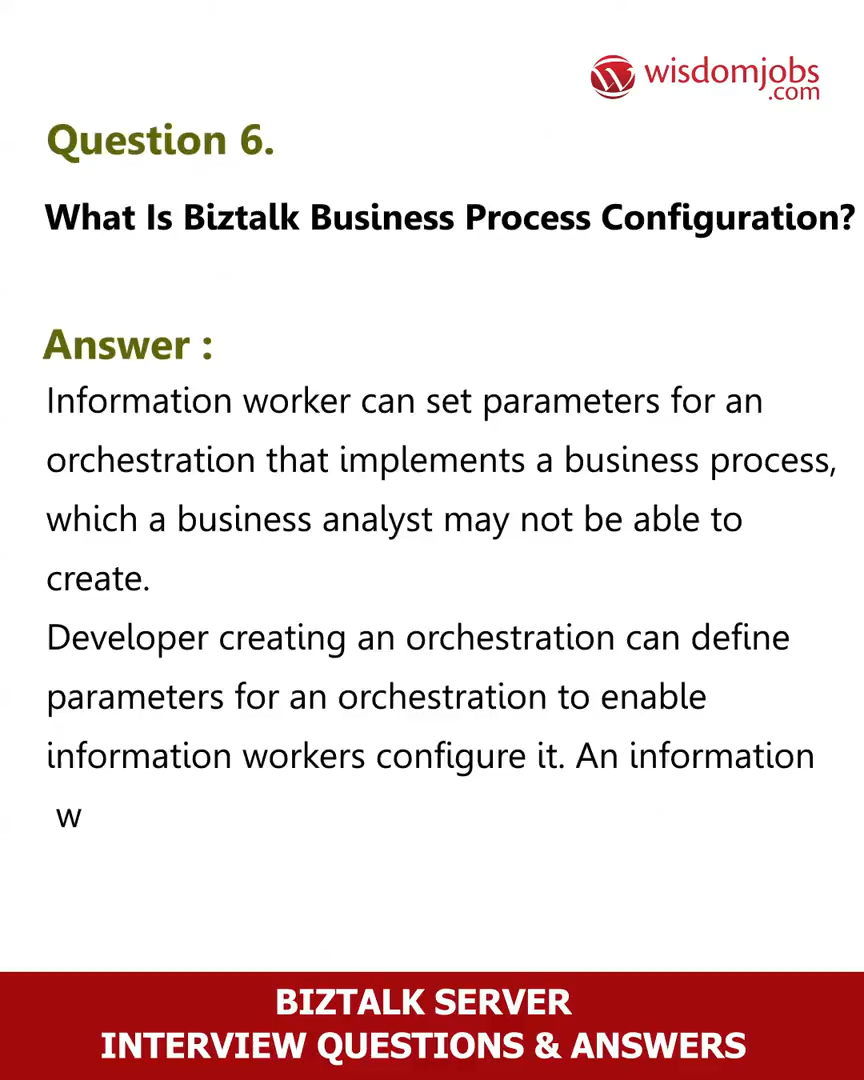 wisdomjobs
.com
Question 6.
What Is Biztalk Business Process Configuration?
Answer :
Information worker can set parameters for an
orchestration that implements a business process,
which a business analyst may not be able to
create.
Developer creating an orchestration can define
parameters for an orchestration to enable
information workers configure it. An information
w
BIZTALK SERVER
INTERVIEW QUESTIONS & ANSWERS